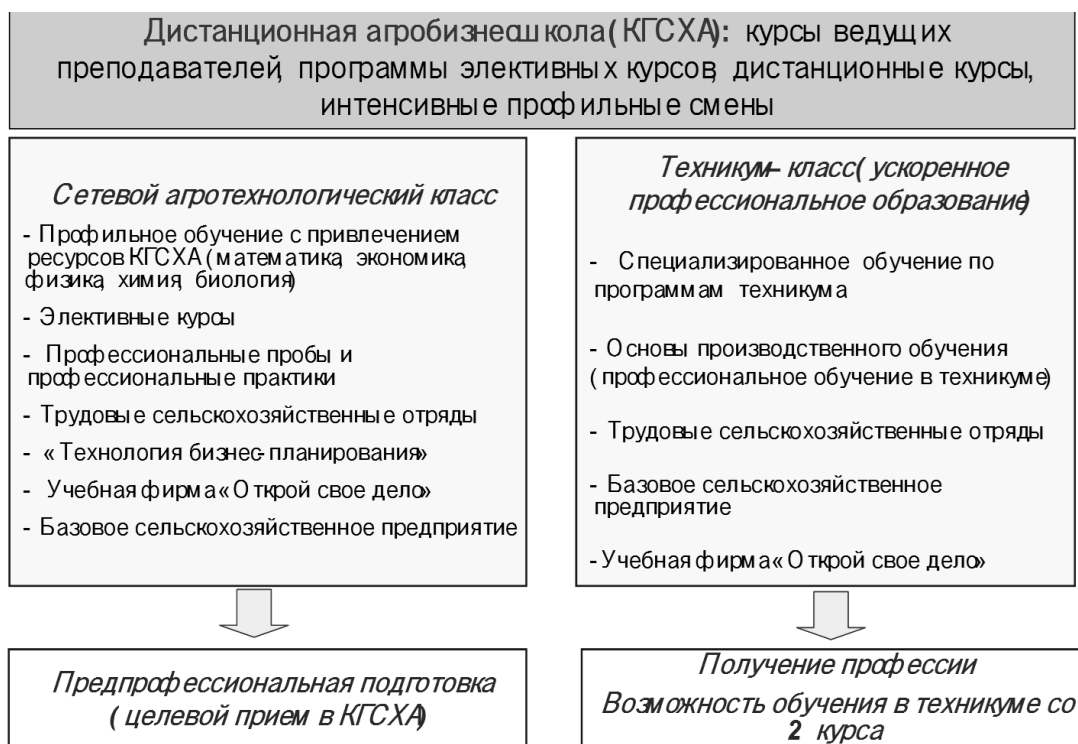 Дистанционная агробизнесшкола (КГСХА): курсы ведущих
преподавателей, программы элективных курсов, дистанционные курсы,
интенсивные профильные смены
Сетевой агротехнологический класс
- Профильное обучение с привлечением
ресурсов КГСХА (математика, экономика,
физика, химия, биология)
- Элективные курсы
- Профессиональные пробы и
профессиональные практики
- Трудовые сельскохозяйственные отряды
- «Технология бизнес-планирования»
- Учебная фирма «Открой свое дело»
- Базовое сельскохозяйственное предприятие
Техникум–класс (ускоренное
профессиональное образование)
- Специализированное обучение по
программам техникума
- Основы производственного обучения
(профессиональное обучение в техникуме)
- Трудовые сельскохозяйственные отряды
- Базовое сельскохозяйственное
предприятие
-Учебная фирма «Открой свое дело»
Предпрофессиональная подготовка
(целевой прием в КГСХА)
Получение профессии
Возможность обучения в техникуме со
2 курса